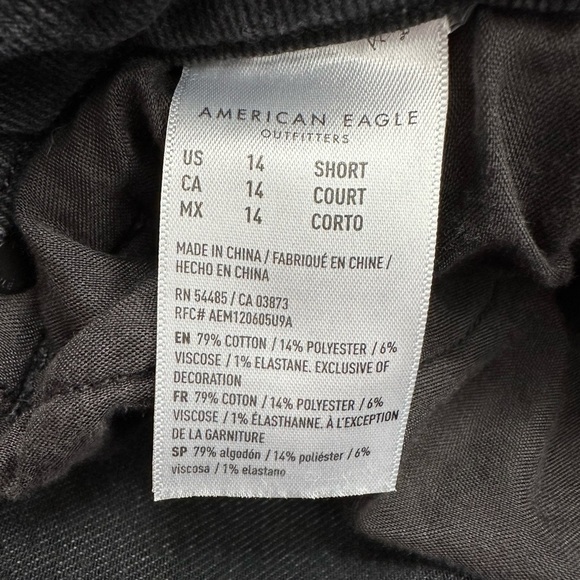 AMERICAN EAGLE
OUTFITTERS
US 14 SHORT
CA 14 COURT
MX 14 CORTO
MADE IN CHINA / FABRIQUÉ EN CHINE /
HECHO EN CHINA
RN 54485 / CA 03873
RFC# AEM120605U9A
EN 79% COTTON / 14% POLYESTER / 6%
VISCOSE / 1% ELASTANE. EXCLUSIVE OF
DECORATION
FR 79% COTON / 14% POLYESTER / 6%
VISCOSE / 1% ÉLASTHANNE. À L'EXCEPTION
DE LA GARNITURE
SP 79% algodón / 14% poliéster / 6%
viscosa / 1% elastano